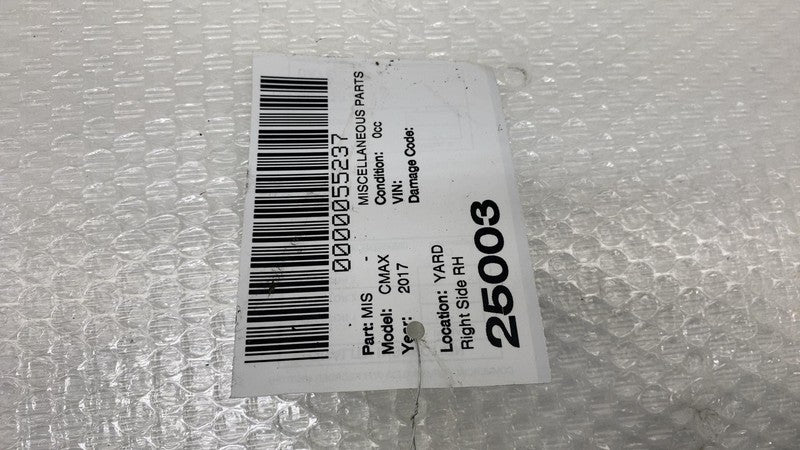 0000055237
Part: MIS - MISCELLANEOUS PARTS
Model: CMAX Condition: 0cc
Year: 2017 VIN:
Damage Code:
Location: YARD
Right Side RH
25003